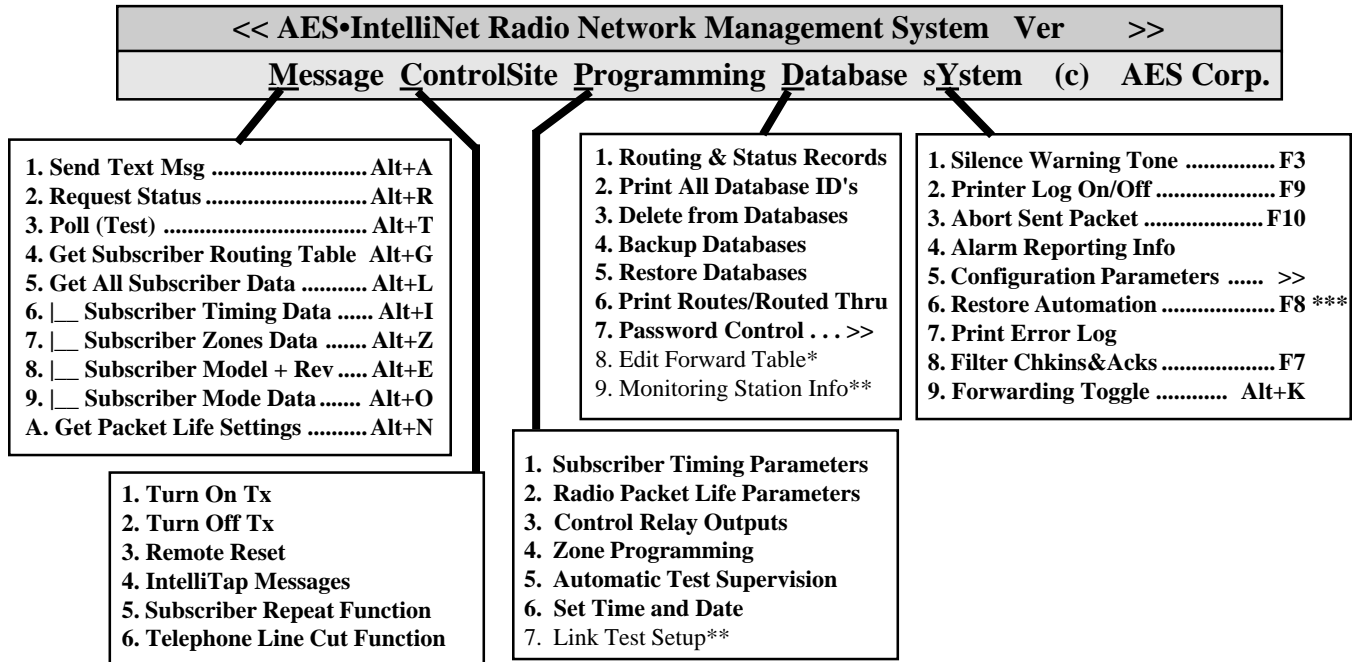 << AES•IntelliNet Radio Network Management System Ver >>
Message ControlSite Programming Database sYstem (c) AES Corp.
1. Send Text Msg ............................ Alt+A
2. Request Status .............................. Alt+R
3. Poll (Test) ..................................... Alt+T
4. Get Subscriber Routing Table Alt+G
5. Get All Subscriber Data ............. Alt+L
6. |__ Subscriber Timing Data ...... Alt+I
7. |__ Subscriber Zones Data ........ Alt+Z
8. |__ Subscriber Model + Rev ..... Alt+E
9. |__ Subscriber Mode Data ....... Alt+O
A. Get Packet Life Settings .......... Alt+N
1. Turn On Tx
2. Turn Off Tx
3. Remote Reset
4. IntelliTap Messages
5. Subscriber Repeat Function
6. Telephone Line Cut Function
1. Subscriber Timing Parameters
2. Radio Packet Life Parameters
3. Control Relay Outputs
4. Zone Programming
5. Automatic Test Supervision
6. Set Time and Date
7. Link Test Setup**
1. Routing & Status Records
2. Print All Database ID's
3. Delete from Databases
4. Backup Databases
5. Restore Databases
6. Print Routes/Routed Thru
7. Password Control . . . >>
8. Edit Forward Table*
9. Monitoring Station Info**
1. Silence Warning Tone ................ F3
2. Printer Log On/Off .................... F9
3. Abort Sent Packet ..................... F10
4. Alarm Reporting Info
5. Configuration Parameters ...... >>
6. Restore Automation ................... F8 ***
7. Print Error Log
8. Filter Chkins&Acks .................... F7
9. Forwarding Toggle ............ Alt+K